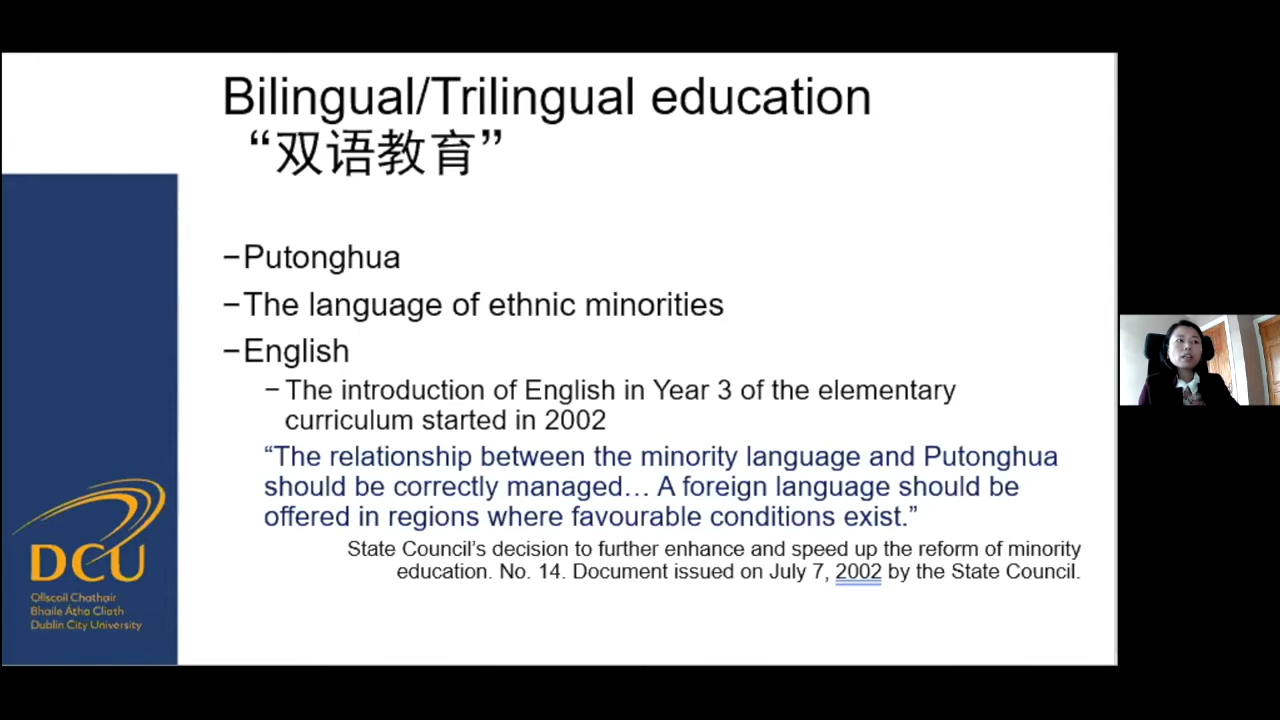 Bilingual/Trilingual education
“双语教育”
−Putonghua
−The language of ethnic minorities
−English
− The introduction of English in Year 3 of the elementary
curriculum started in 2002
“The relationship between the minority language and Putonghua
should be correctly managed… A foreign language should be
offered in regions where favourable conditions exist.”
State Council’s decision to further enhance and speed up the reform of minority
education. No. 14. Document issued on July 7, 2002 by the State Council.
DCU
Ollscoil Chathair
Bhaile Átha Cliath
Dublin City University